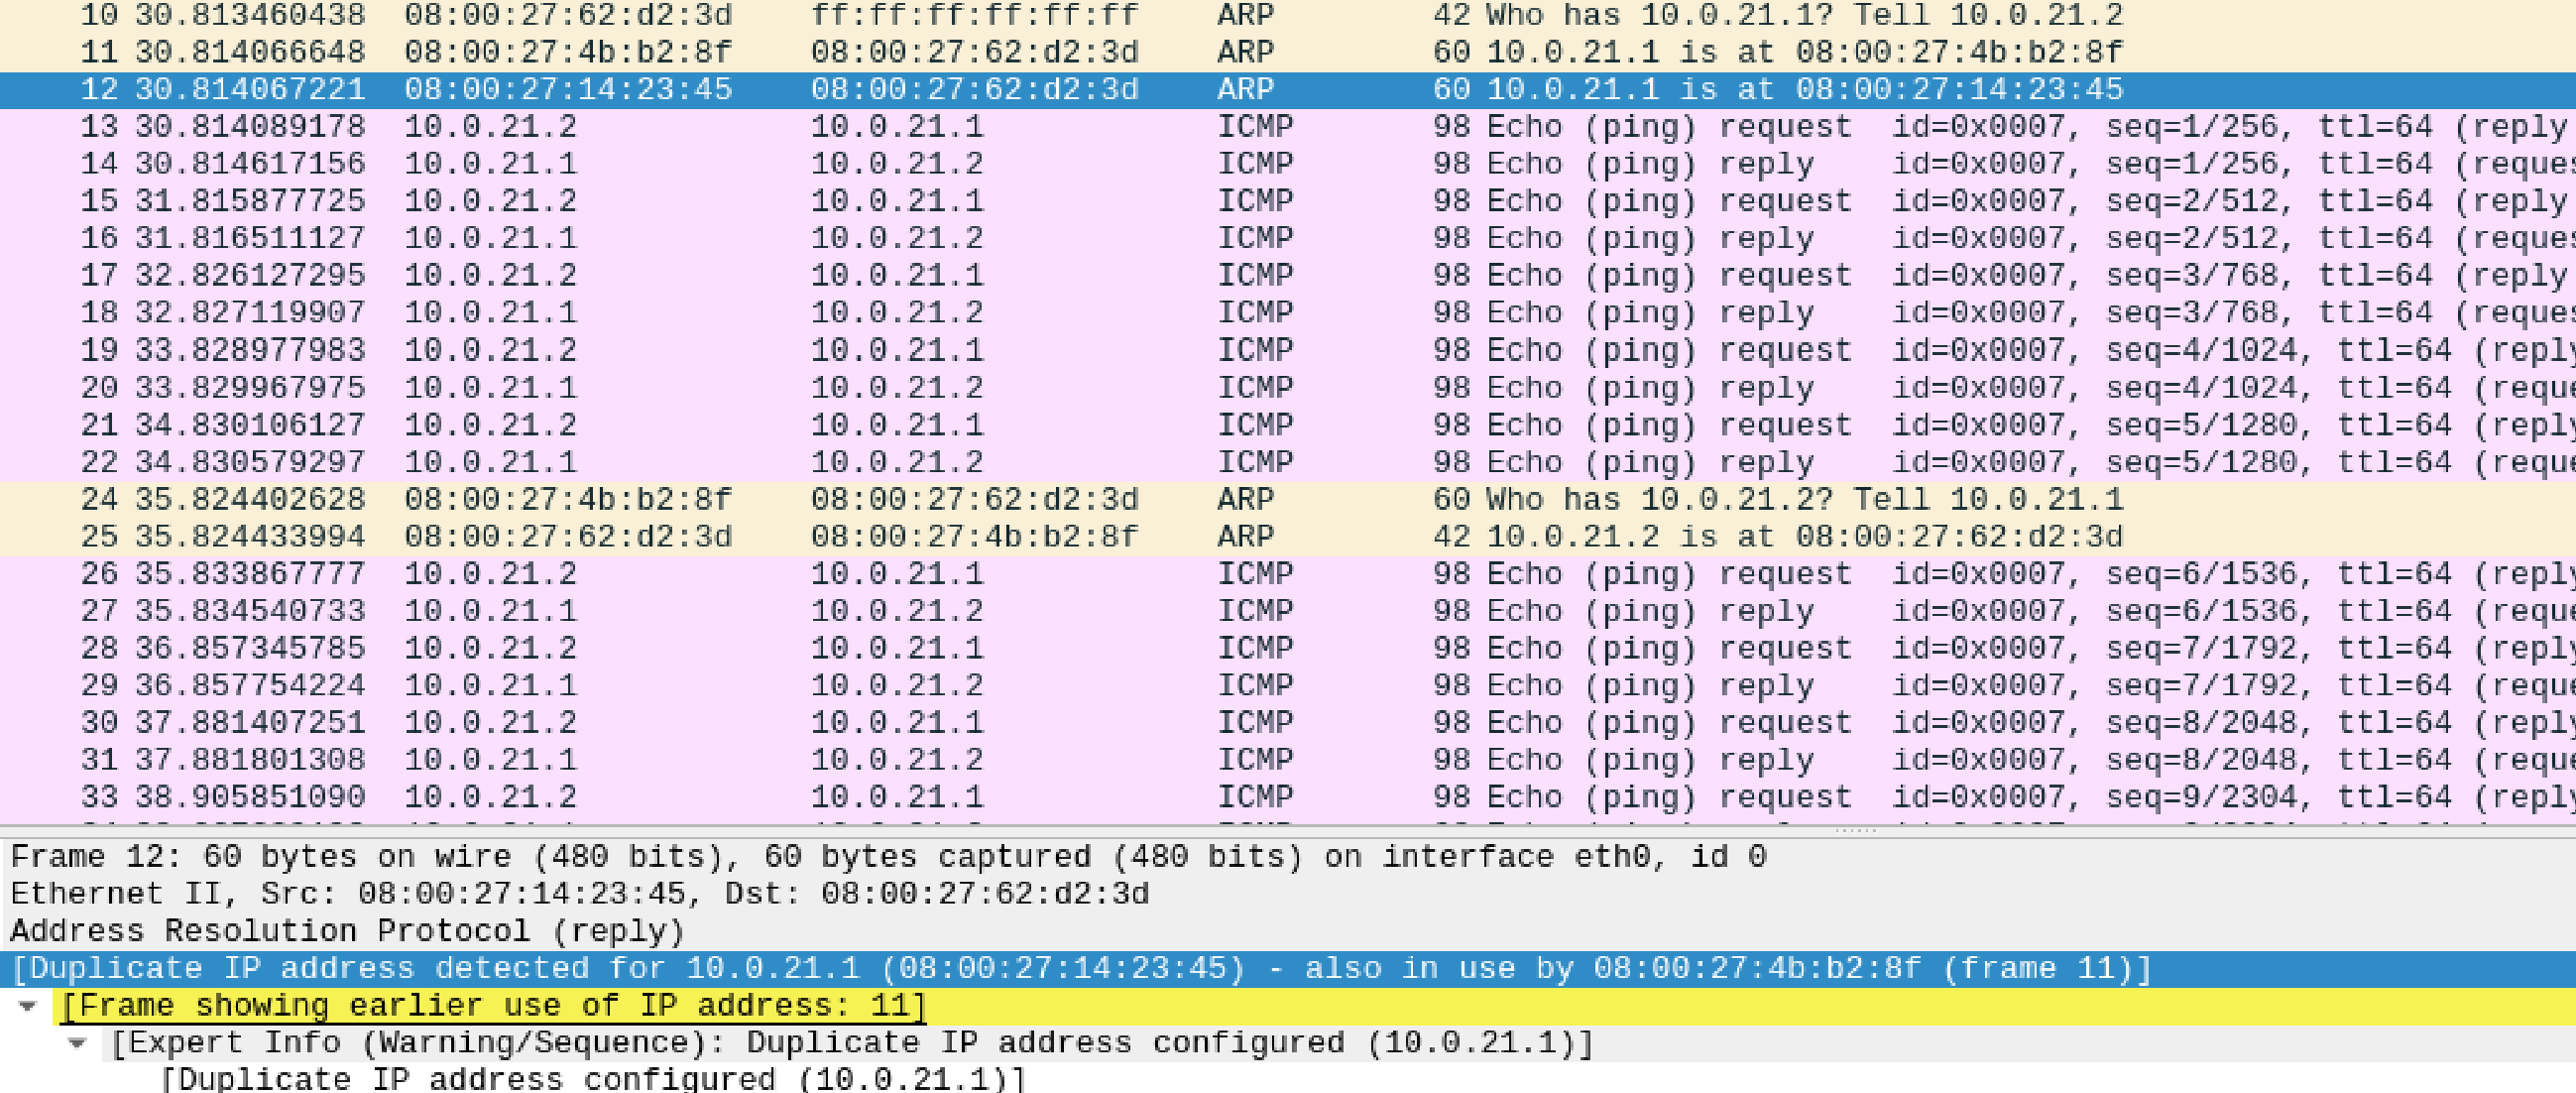 10 30.813460438 08:00:27:62:d2:3d ff:ff:ff:ff:ff:ff ARP 42 Who has 10.0.21.1? Tell 10.0.21.2
11 30.814066648 08:00:27:4b:b2:8f 08:00:27:62:d2:3d ARP 60 10.0.21.1 is at 08:00:27:4b:b2:8f
12 30.814067221 08:00:27:14:23:45 08:00:27:62:d2:3d ARP 60 10.0.21.1 is at 08:00:27:14:23:45
13 30.814089178 10.0.21.2 10.0.21.1 ICMP 98 Echo (ping) request id=0x0007, seq=1/256, ttl=64 (reply
14 30.814617156 10.0.21.1 10.0.21.2 ICMP 98 Echo (ping) reply id=0x0007, seq=1/256, ttl=64 (reques
15 31.815877725 10.0.21.2 10.0.21.1 ICMP 98 Echo (ping) request id=0x0007, seq=2/512, ttl=64 (reply
16 31.816511127 10.0.21.1 10.0.21.2 ICMP 98 Echo (ping) reply id=0x0007, seq=2/512, ttl=64 (reques
17 32.826127295 10.0.21.2 10.0.21.1 ICMP 98 Echo (ping) request id=0x0007, seq=3/768, ttl=64 (reply
18 32.827119907 10.0.21.1 10.0.21.2 ICMP 98 Echo (ping) reply id=0x0007, seq=3/768, ttl=64 (reques
19 33.828977983 10.0.21.2 10.0.21.1 ICMP 98 Echo (ping) request id=0x0007, seq=4/1024, ttl=64 (reply
20 33.829967975 10.0.21.1 10.0.21.2 ICMP 98 Echo (ping) reply id=0x0007, seq=4/1024, ttl=64 (reque
21 34.830106127 10.0.21.2 10.0.21.1 ICMP 98 Echo (ping) request id=0x0007, seq=5/1280, ttl=64 (reply
22 34.830579297 10.0.21.1 10.0.21.2 ICMP 98 Echo (ping) reply id=0x0007, seq=5/1280, ttl=64 (reque
24 35.824402628 08:00:27:4b:b2:8f 08:00:27:62:d2:3d ARP 60 Who has 10.0.21.2? Tell 10.0.21.1
25 35.824433994 08:00:27:62:d2:3d 08:00:27:4b:b2:8f ARP 42 10.0.21.2 is at 08:00:27:62:d2:3d
26 35.833867777 10.0.21.2 10.0.21.1 ICMP 98 Echo (ping) request id=0x0007, seq=6/1536, ttl=64 (reply
27 35.834540733 10.0.21.1 10.0.21.2 ICMP 98 Echo (ping) reply id=0x0007, seq=6/1536, ttl=64 (reque
28 36.857345785 10.0.21.2 10.0.21.1 ICMP 98 Echo (ping) request id=0x0007, seq=7/1792, ttl=64 (reply
29 36.857754224 10.0.21.1 10.0.21.2 ICMP 98 Echo (ping) reply id=0x0007, seq=7/1792, ttl=64 (reque
30 37.881407251 10.0.21.2 10.0.21.1 ICMP 98 Echo (ping) request id=0x0007, seq=8/2048, ttl=64 (reply
31 37.881801308 10.0.21.1 10.0.21.2 ICMP 98 Echo (ping) reply id=0x0007, seq=8/2048, ttl=64 (reque
33 38.905851090 10.0.21.2 10.0.21.1 ICMP 98 Echo (ping) request id=0x0007, seq=9/2304, ttl=64 (reply
Frame 12: 60 bytes on wire (480 bits), 60 bytes captured (480 bits) on interface eth0, id 0
Ethernet II, Src: 08:00:27:14:23:45, Dst: 08:00:27:62:d2:3d
Address Resolution Protocol (reply)
[Duplicate IP address detected for 10.0.21.1 (08:00:27:14:23:45) - also in use by 08:00:27:4b:b2:8f (frame 11)]
[Frame showing earlier use of IP address: 11]
[Expert Info (Warning/Sequence): Duplicate IP address configured (10.0.21.1)]
[Duplicate IP address configured (10.0.21.1)]